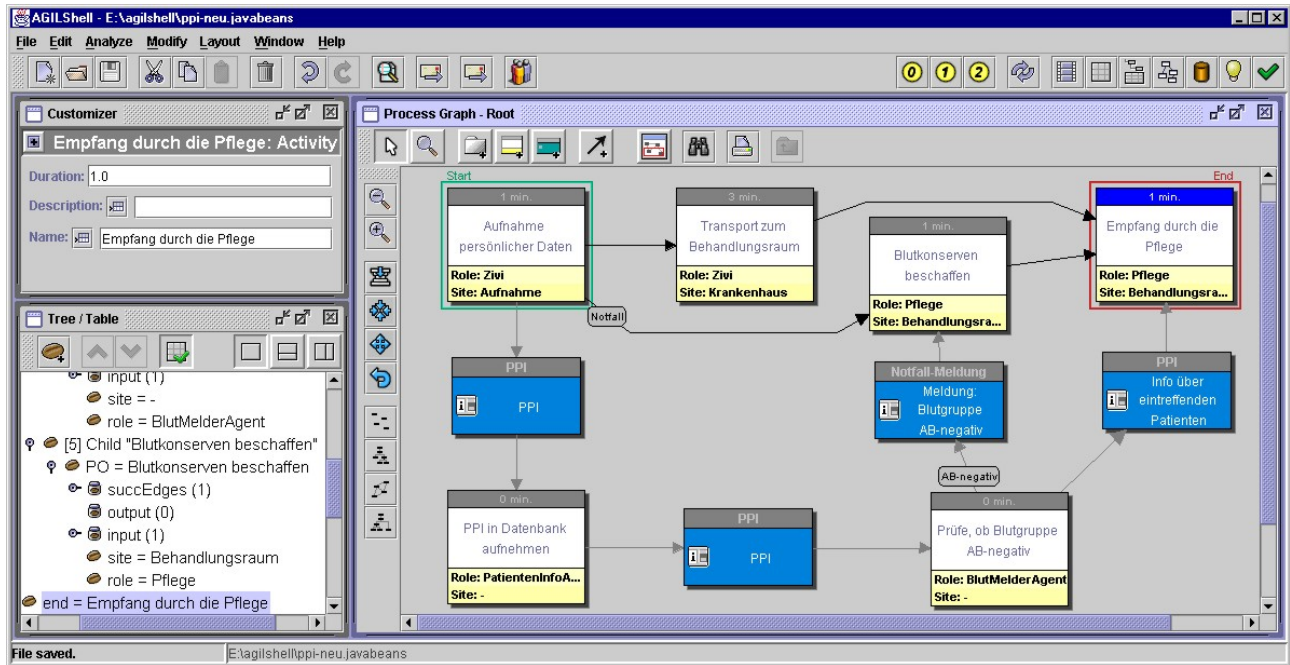 AGILShell - E:\agilshell\ppi-neu.javabeans
File Edit Analyze Modify Layout Window Help
0 1 2
Customizer
Empfang durch die Pflege: Activity
Duration: 1.0
Description:
Name: Empfang durch die Pflege
Tree / Table
input (1)
site = -
role = BlutMelderAgent
[5] Child "Blutkonserven beschaffen"
PO = Blutkonserven beschaffen
succEdges (1)
output (0)
input (1)
site = Behandlungsraum
role = Pflege
end = Empfang durch die Pflege
Process Graph - Root
Start
1 min.
Aufnahme
persönlicher Daten
Role: Zivi
Site: Aufnahme
3 min.
Transport zum
Behandlungsraum
Role: Zivi
Site: Krankenhaus
1 min.
Blutkonserven
beschaffen
Role: Pflege
Site: Behandlungsra...
End
1 min.
Empfang durch die
Pflege
Role: Pflege
Site: Behandlungsra...
Notfall
PPI
PPI
Notfall-Meldung
Meldung:
Blutgruppe
AB-negativ
PPI
Info über
eintreffenden
Patienten
AB-negativ
0 min.
PPI in Datenbank
aufnehmen
Role: PatientenInfoA...
Site: -
PPI
PPI
0 min.
Prüfe, ob Blutgruppe
AB-negativ
Role: BlutMelderAgent
Site: -
File saved.
E:\agilshell\ppi-neu.javabeans